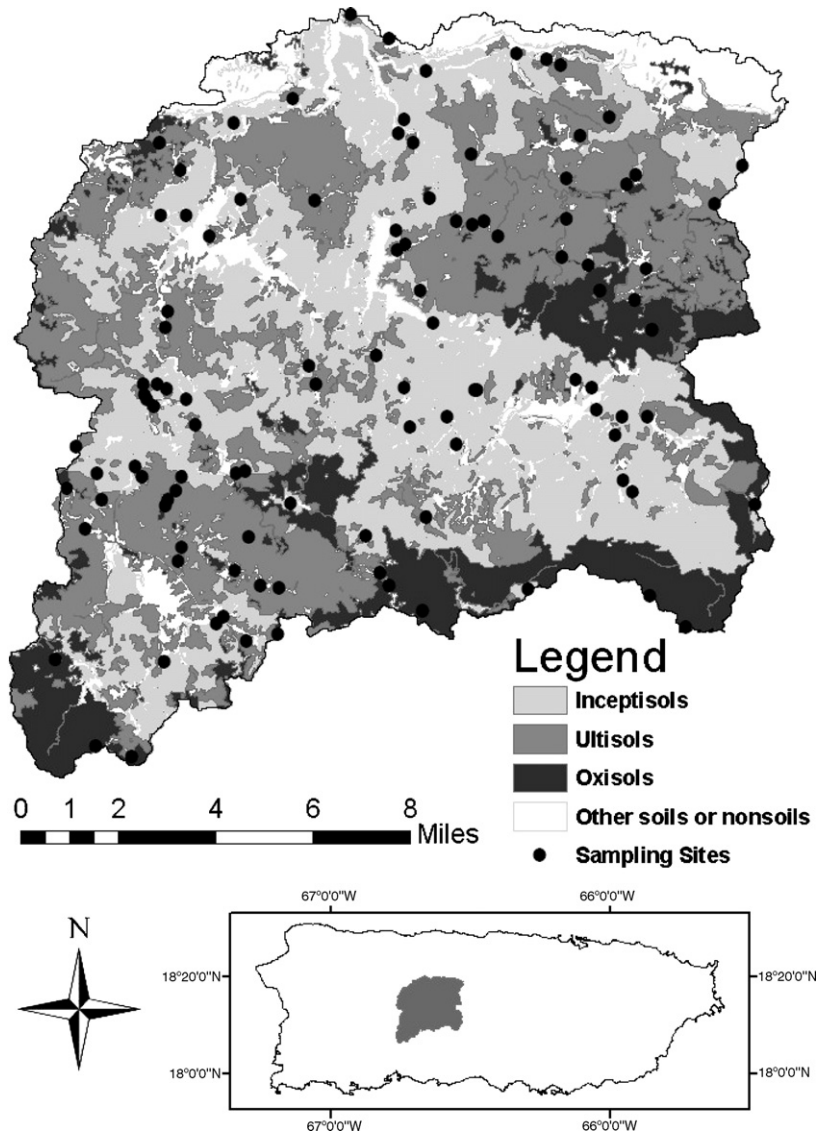 Legend
Inceptisols
Ultisols
Oxisols
Other soils or nonsoils
Sampling Sites
0 1 2 4 6 8
Miles
N
67°0'0"W 66°0'0"W
18°20'0"N 18°20'0"N
18°0'0"N 18°0'0"N
67°0'0"W 66°0'0"W